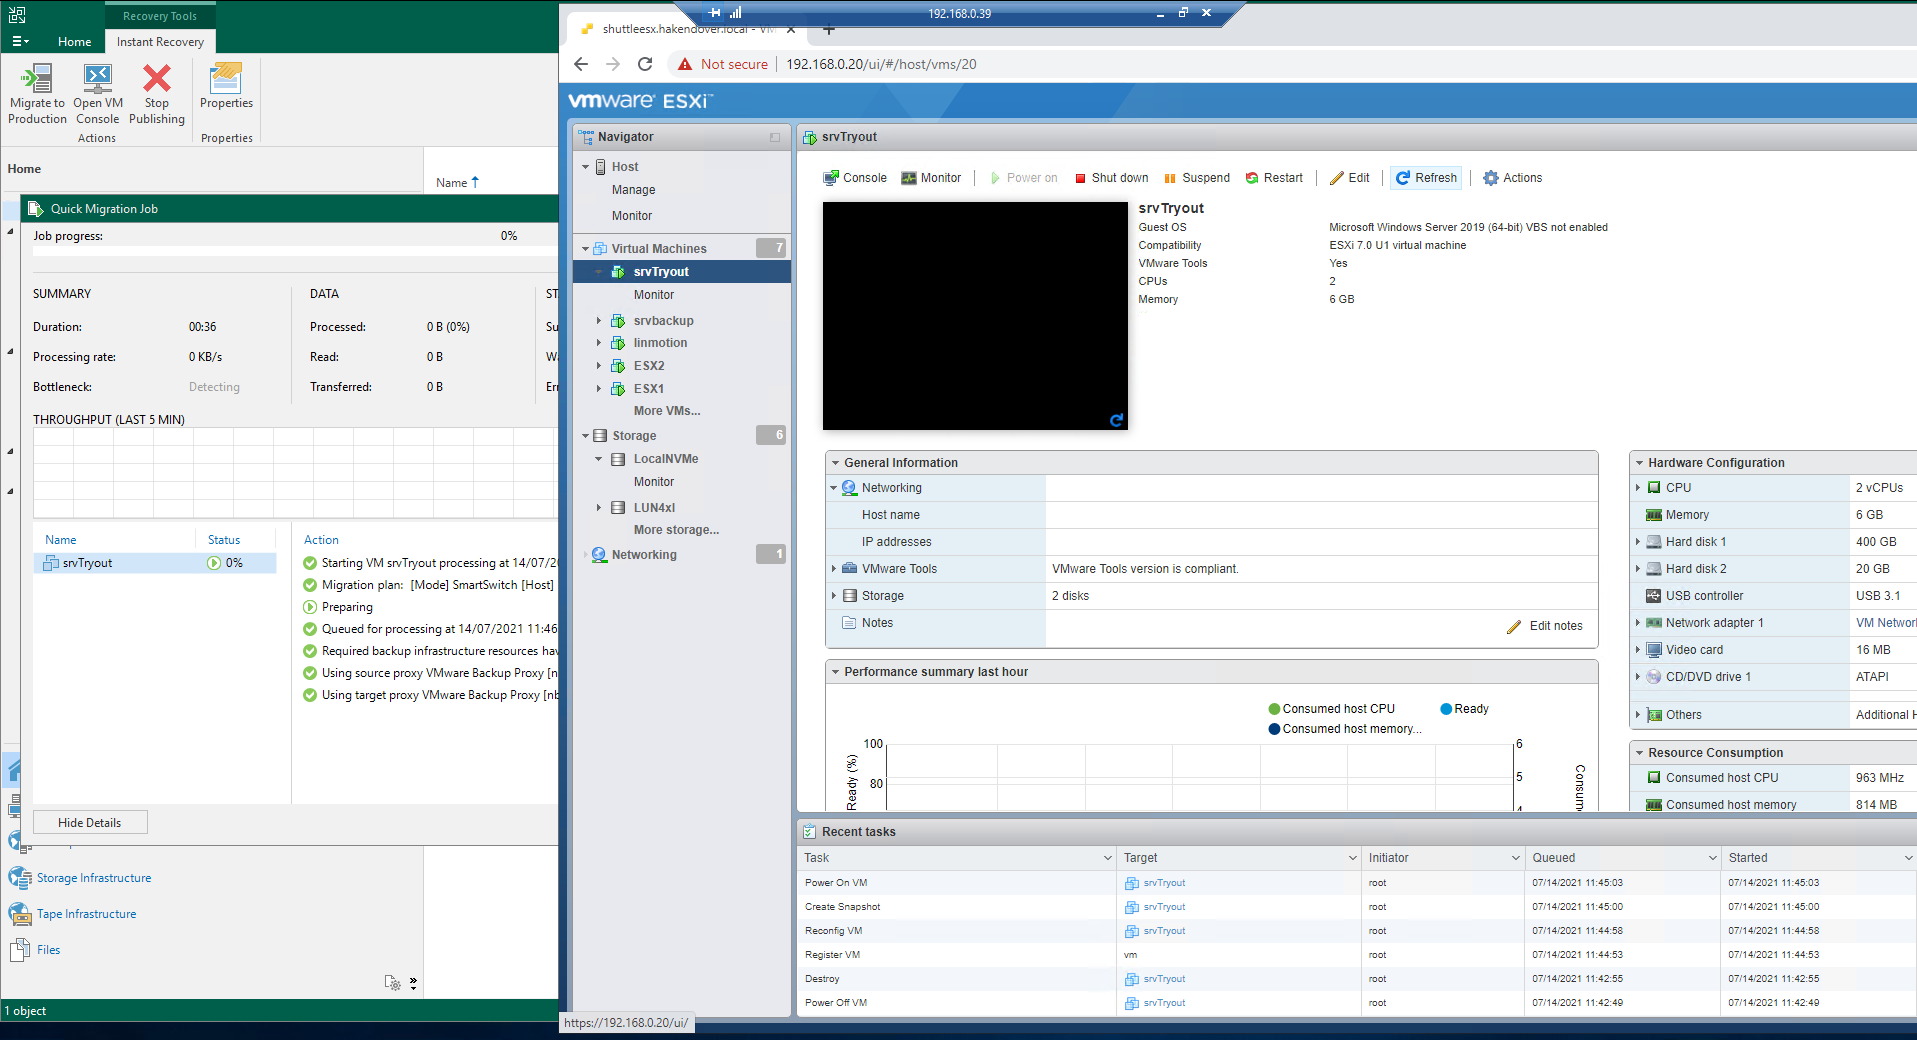 Recovery Tools
Home
Instant Recovery
Migrate to Production
Open VM Console
Stop Publishing
Properties
Actions
Properties
Home
Name
Quick Migration Job
Job progress: 0%
SUMMARY
DATA
ST
Duration: 00:36
Processed: 0 B (0%)
Su
Processing rate: 0 KB/s
Read: 0 B
Wa
Bottleneck: Detecting
Transferred: 0 B
Err
THROUGHPUT (LAST 5 MIN)
Name
Status
Action
srvTryout
0%
Starting VM srvTryout processing at 14/07/20
Migration plan: [Mode] SmartSwitch [Host]
Preparing
Queued for processing at 14/07/2021 11:46
Required backup infrastructure resources hav
Using source proxy VMware Backup Proxy [n
Using target proxy VMware Backup Proxy [nb
Hide Details
Storage Infrastructure
Tape Infrastructure
Files
1 object
192.168.0.39
shuttleesx.hakendover.local - VM
Not secure
192.168.0.20/ui/#/host/vms/20
vmware ESXi™
Navigator
Host
Manage
Monitor
Virtual Machines 7
srvTryout
Monitor
srvbackup
linmotion
ESX2
ESX1
More VMs...
Storage 6
LocalNVMe
Monitor
LUN4xl
More storage...
Networking 1
https://192.168.0.20/ui/
srvTryout
Console
Monitor
Power on
Shut down
Suspend
Restart
Edit
Refresh
Actions
srvTryout
Guest OS Microsoft Windows Server 2019 (64-bit) VBS not enabled
Compatibility ESXi 7.0 U1 virtual machine
VMware Tools Yes
CPUs 2
Memory 6 GB
General Information
Networking
Host name
IP addresses
VMware Tools VMware Tools version is compliant.
Storage 2 disks
Notes
Edit notes
Performance summary last hour
Consumed host CPU
Ready
Consumed host memory...
100
80
Ready (%)
6
5
4
Consum
Hardware Configuration
CPU 2 vCPUs
Memory 6 GB
Hard disk 1 400 GB
Hard disk 2 20 GB
USB controller USB 3.1
Network adapter 1 VM Networ
Video card 16 MB
CD/DVD drive 1 ATAPI
Others Additional H
Resource Consumption
Consumed host CPU 963 MHz
Consumed host memory 814 MB
Recent tasks
Task Target Initiator Queued Started
Power On VM srvTryout root 07/14/2021 11:45:03 07/14/2021 11:45:03
Create Snapshot srvTryout root 07/14/2021 11:45:00 07/14/2021 11:45:00
Reconfig VM srvTryout root 07/14/2021 11:44:58 07/14/2021 11:44:58
Register VM vm root 07/14/2021 11:44:53 07/14/2021 11:44:53
Destroy srvTryout root 07/14/2021 11:42:55 07/14/2021 11:42:55
Power Off VM srvTryout root 07/14/2021 11:42:49 07/14/2021 11:42:49